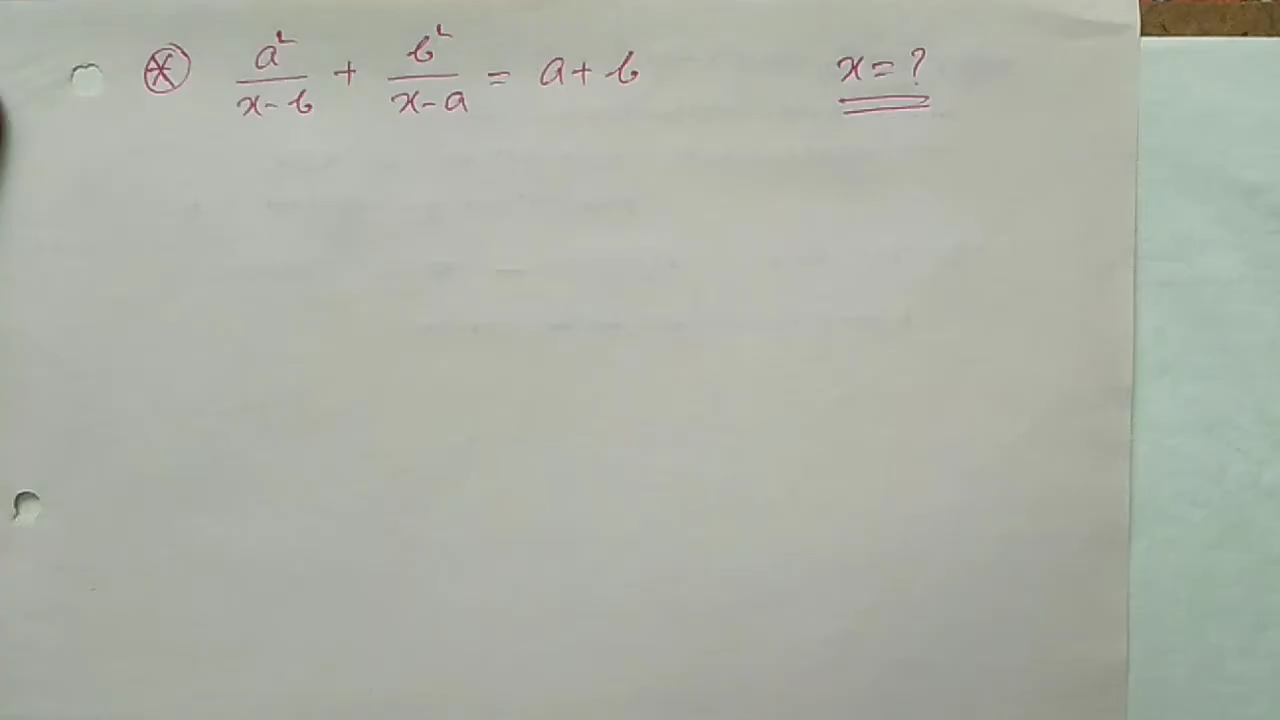 ⊛ a²/(x-b) + b²/(x-a) = a+b x=?